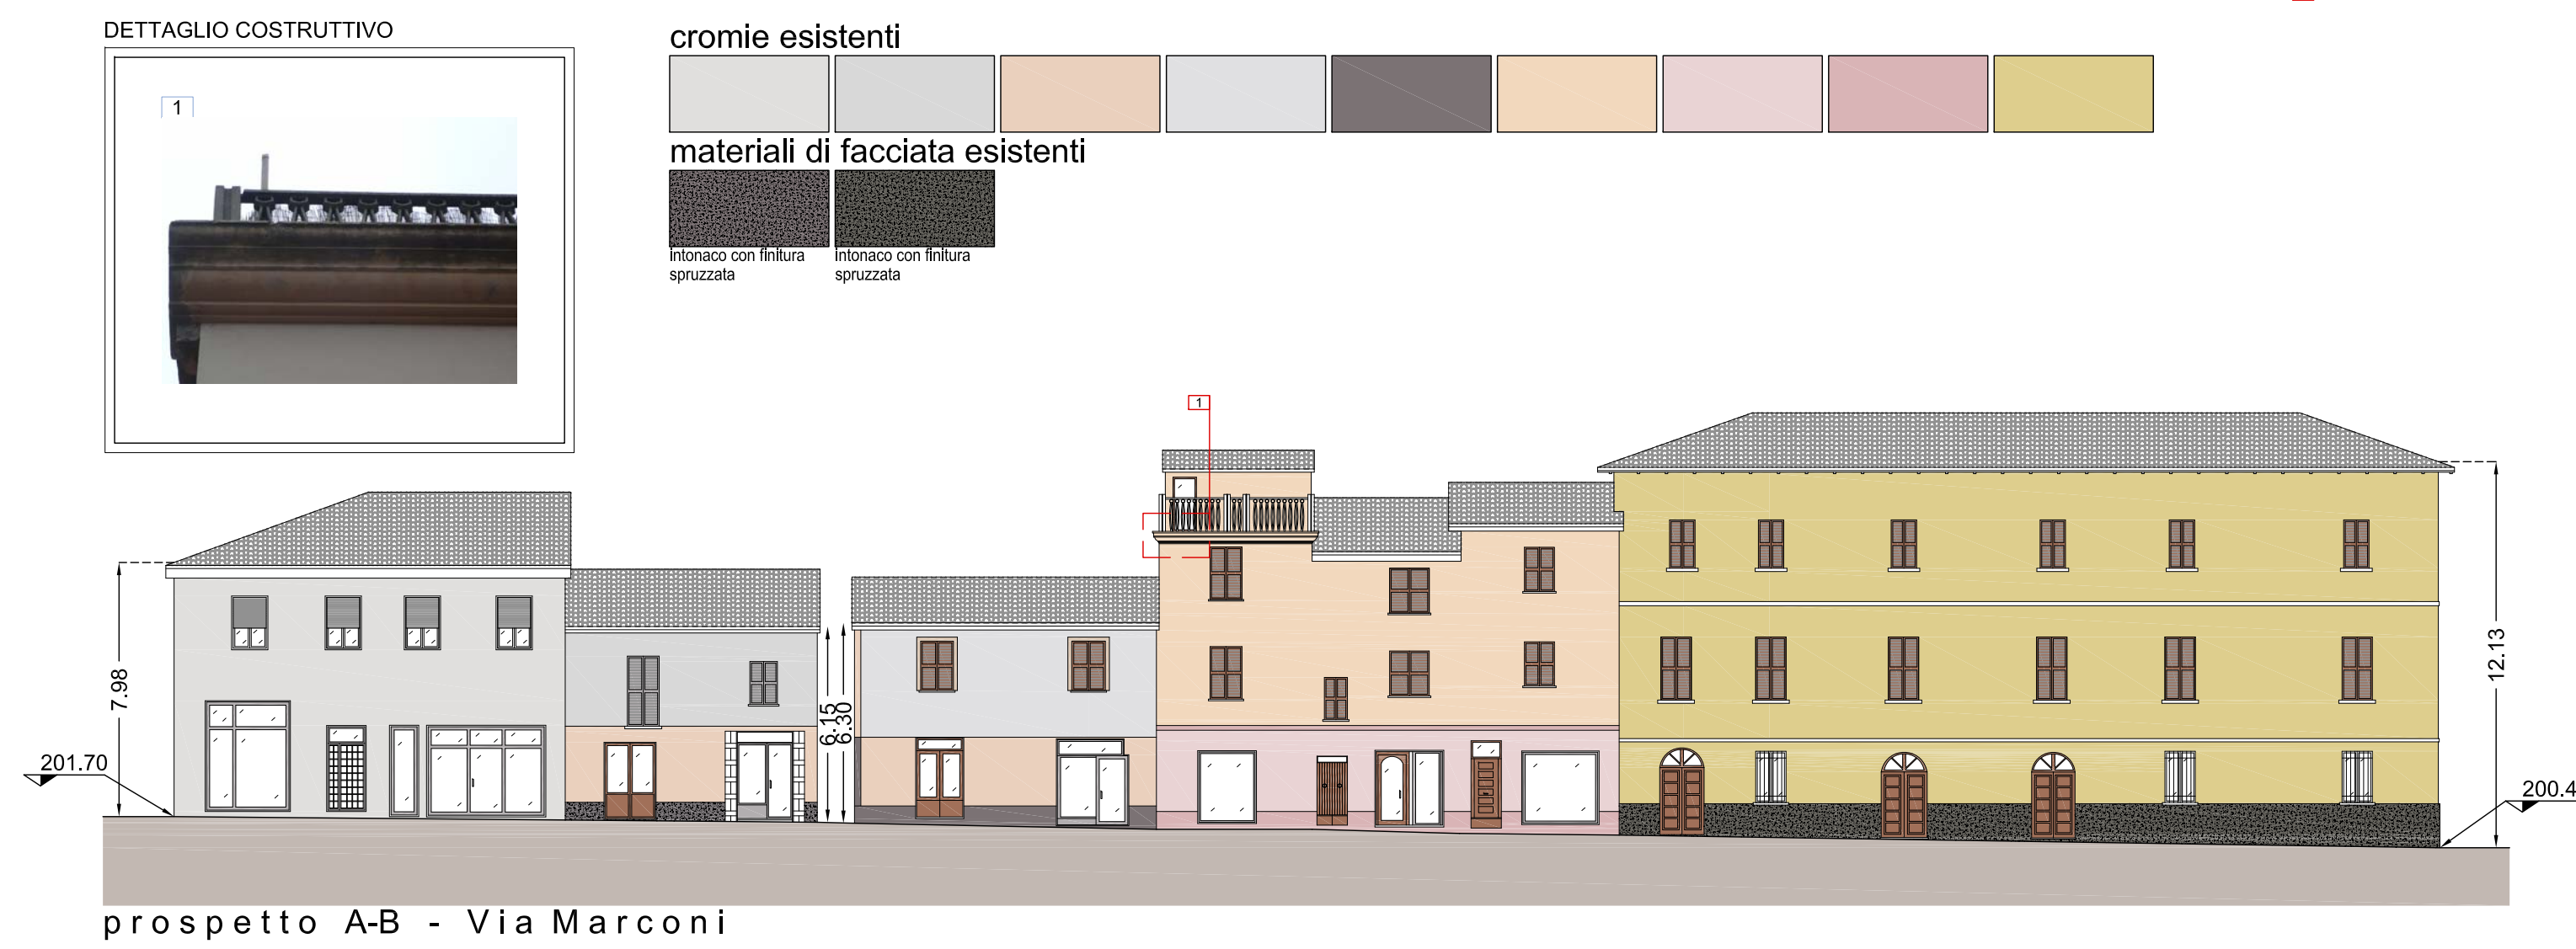 DETTAGLIO COSTRUTTIVO
1
cromie esistenti
materiali di facciata esistenti
intonaco con finitura
spruzzata
intonaco con finitura
spruzzata
1
7.98
6.15
6.30
12.13
201.70
200.4
prospetto A-B - Via Marconi